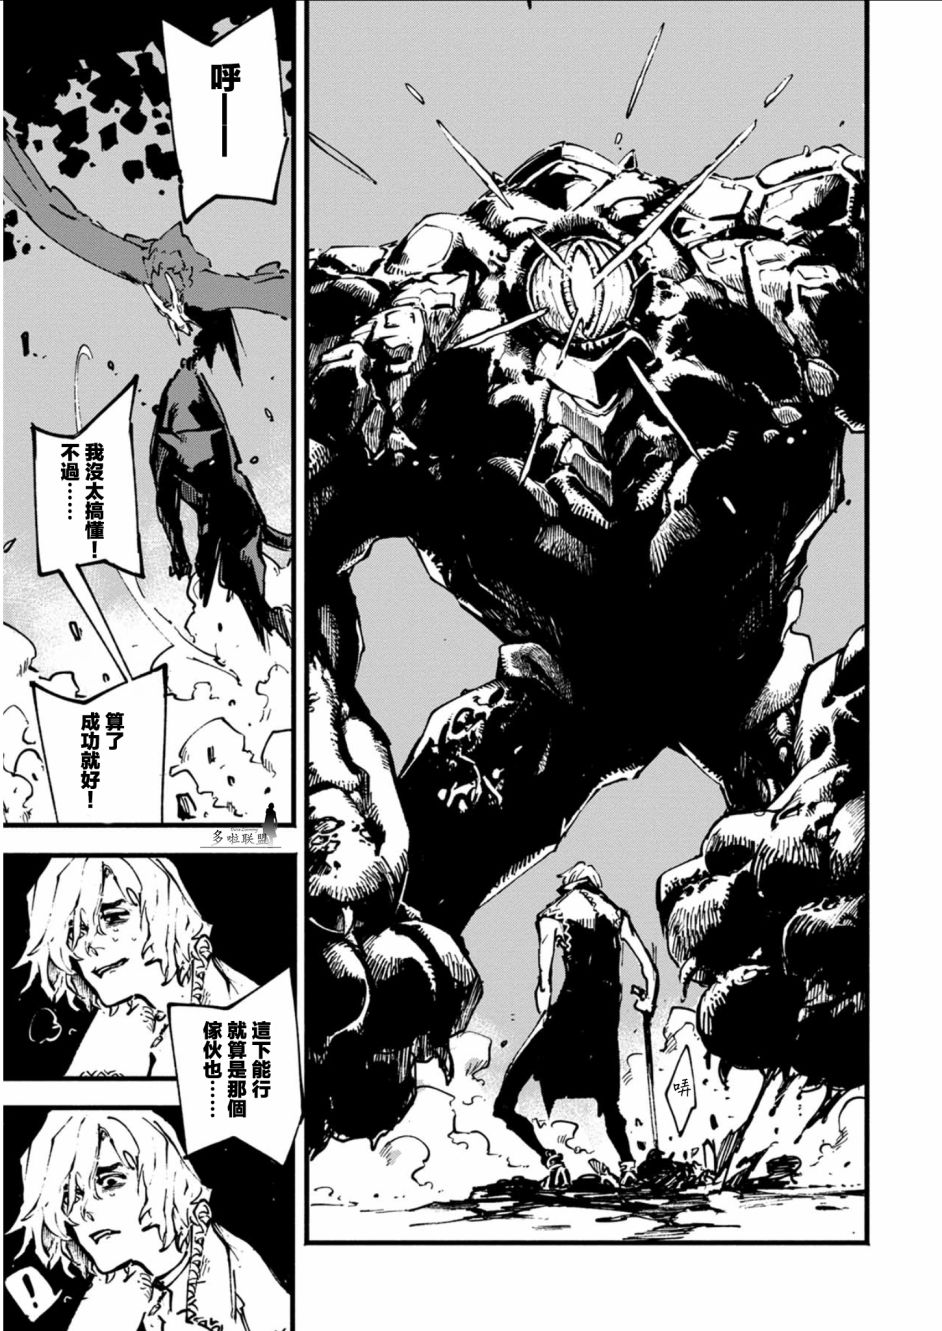 哢
呼——
我沒太搞懂！
不過……
算了
成功就好！
多啦联盟
這下能行
就算是那個
傢伙也……
！